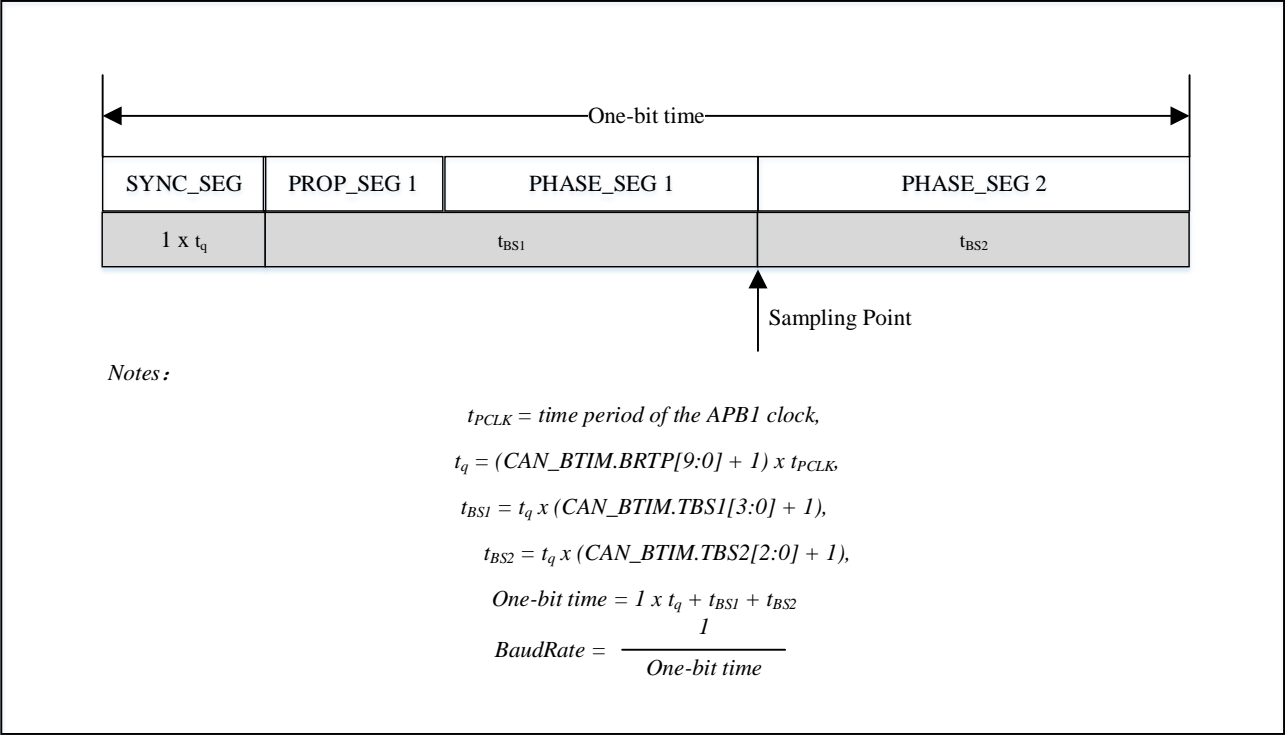 One-bit time
SYNC_SEG PROP_SEG 1 PHASE_SEG 1 PHASE_SEG 2
1 x tq tBS1 tBS2
Sampling Point
Notes：
tPCLK = time period of the APB1 clock,
tq = (CAN_BTIM.BRTP[9:0] + 1) x tPCLK,
tBS1 = tq x (CAN_BTIM.TBS1[3:0] + 1),
tBS2 = tq x (CAN_BTIM.TBS2[2:0] + 1),
One-bit time = 1 x tq + tBS1 + tBS2
1
BaudRate =
One-bit time